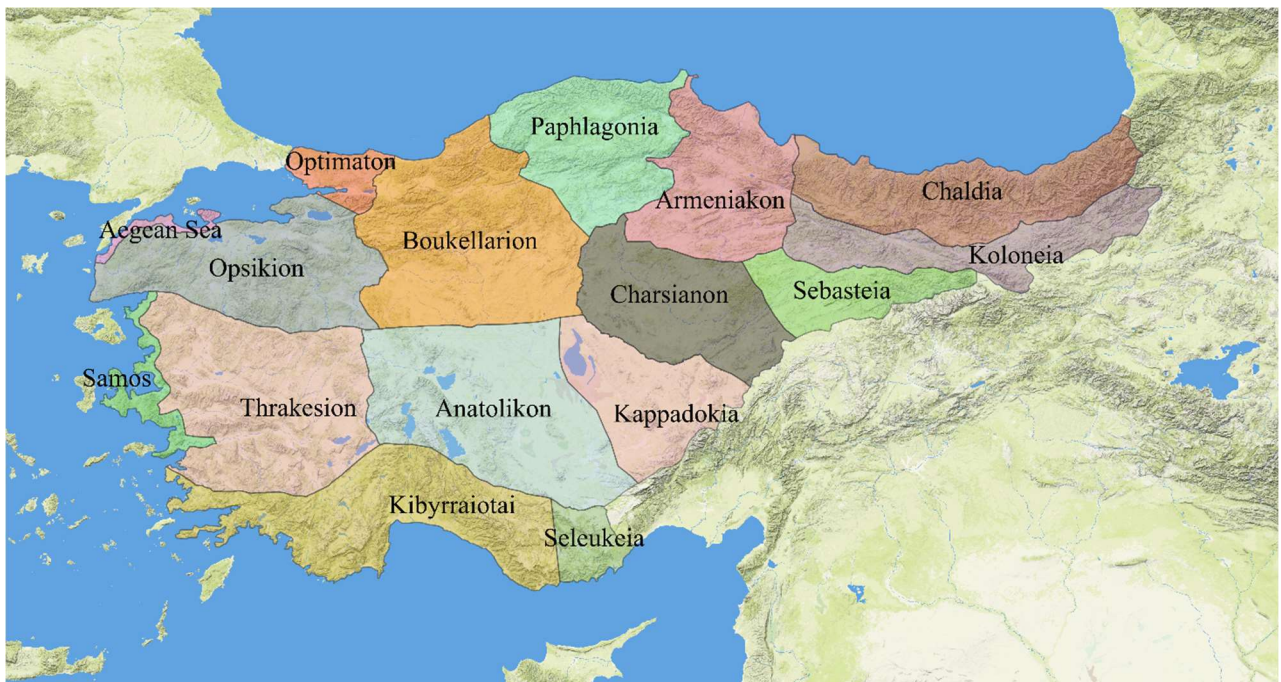 Paphlagonia
Optimaton
Armeniakon
Chaldia
Aegean Sea
Boukellarion
Koloneia
Opsikion
Charsianon
Sebasteia
Samos
Thrakesion
Anatolikon
Kappadokia
Kibyrraiotai
Seleukeia